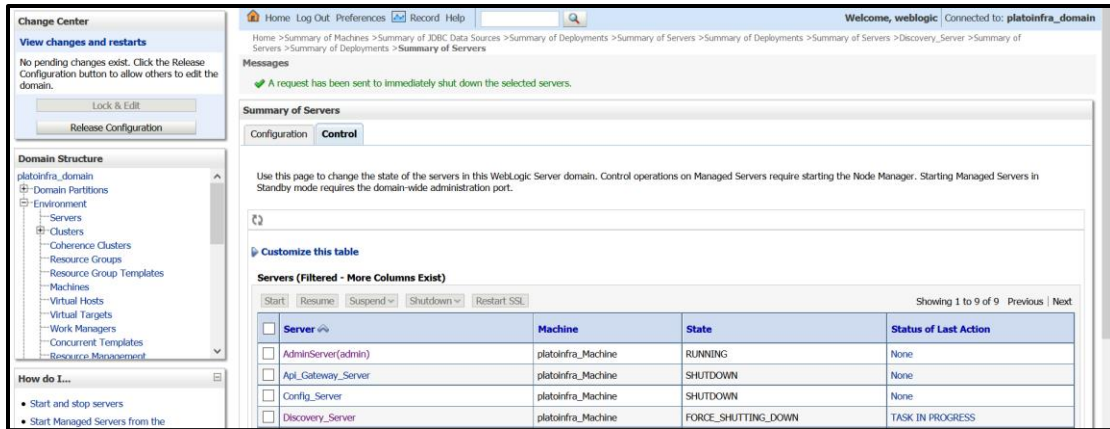 Change Center
View changes and restarts
No pending changes exist. Click the Release
Configuration button to allow others to edit the
domain.
Lock & Edit
Release Configuration
Domain Structure
platoinfra_domain
Domain Partitions
Environment
Servers
Clusters
Coherence Clusters
Resource Groups
Resource Group Templates
Machines
Virtual Hosts
Virtual Targets
Work Managers
Concurrent Templates
Resource Management
How do I...
Start and stop servers
Start Managed Servers from the
Home Log Out Preferences Record Help
Welcome, weblogic Connected to: platoinfra_domain
Home >Summary of Machines >Summary of JDBC Data Sources >Summary of Deployments >Summary of Servers >Summary of Deployments >Summary of Servers >Discovery_Server >Summary of
Servers >Summary of Deployments >Summary of Servers
Messages
A request has been sent to immediately shut down the selected servers.
Summary of Servers
Configuration Control
Use this page to change the state of the servers in this WebLogic Server domain. Control operations on Managed Servers require starting the Node Manager. Starting Managed Servers in
Standby mode requires the domain-wide administration port.
Customize this table
Servers (Filtered - More Columns Exist)
Start Resume Suspend Shutdown Restart SSL Showing 1 to 9 of 9 Previous | Next
Server Machine State Status of Last Action
AdminServer(admin) platoinfra_Machine RUNNING None
Api_Gateway_Server platoinfra_Machine SHUTDOWN None
Config_Server platoinfra_Machine SHUTDOWN None
Discovery_Server platoinfra_Machine FORCE_SHUTTING_DOWN TASK IN PROGRESS